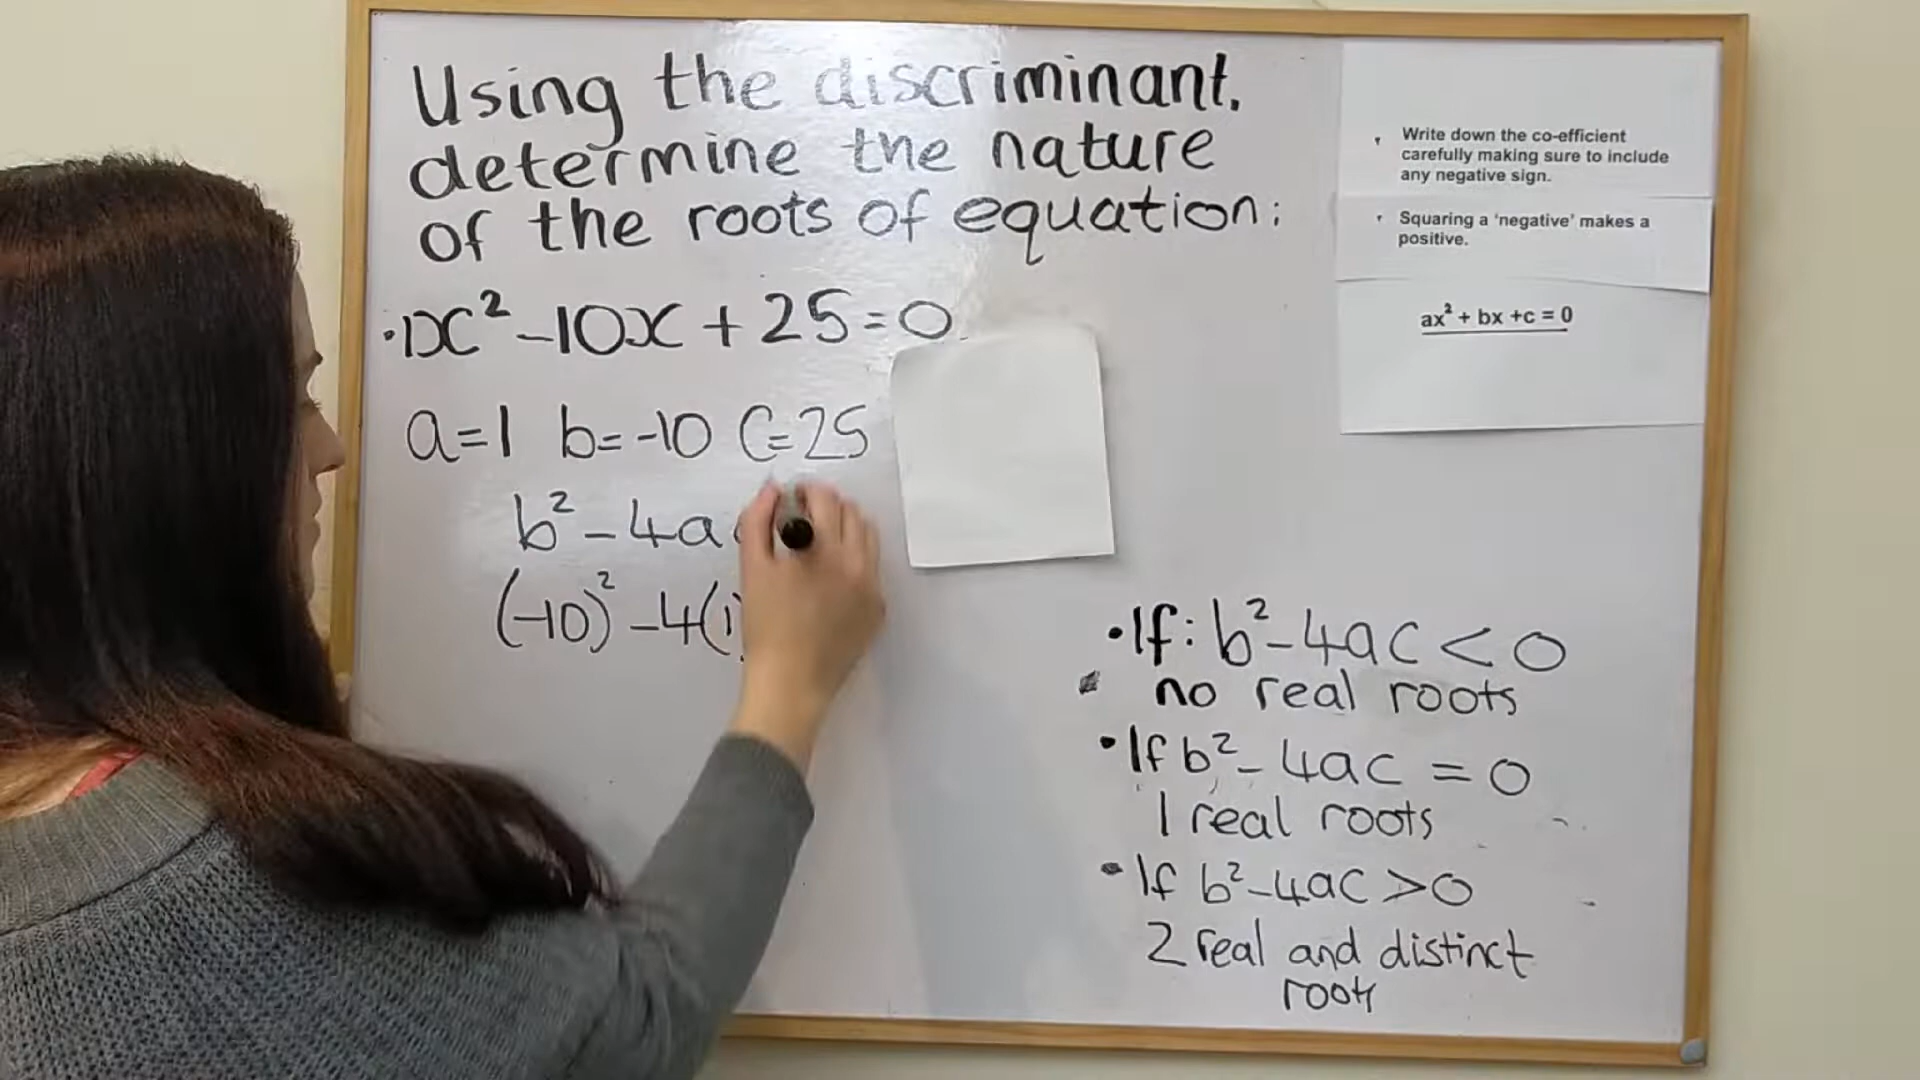 Using the discriminant.
determine the nature
of the roots of equation:
•1x² -10x + 25 = 0
a=1 b=-10 C=25
b² - 4a
(-10)² -4(1)
Write down the co-efficient
carefully making sure to include
any negative sign.
Squaring a 'negative' makes a
positive.
ax² + bx +c = 0
•If: b²-4ac < 0
no real roots
•If b²- 4ac = 0
1 real roots
•If b²-4ac >0
2 real and distinct
roots